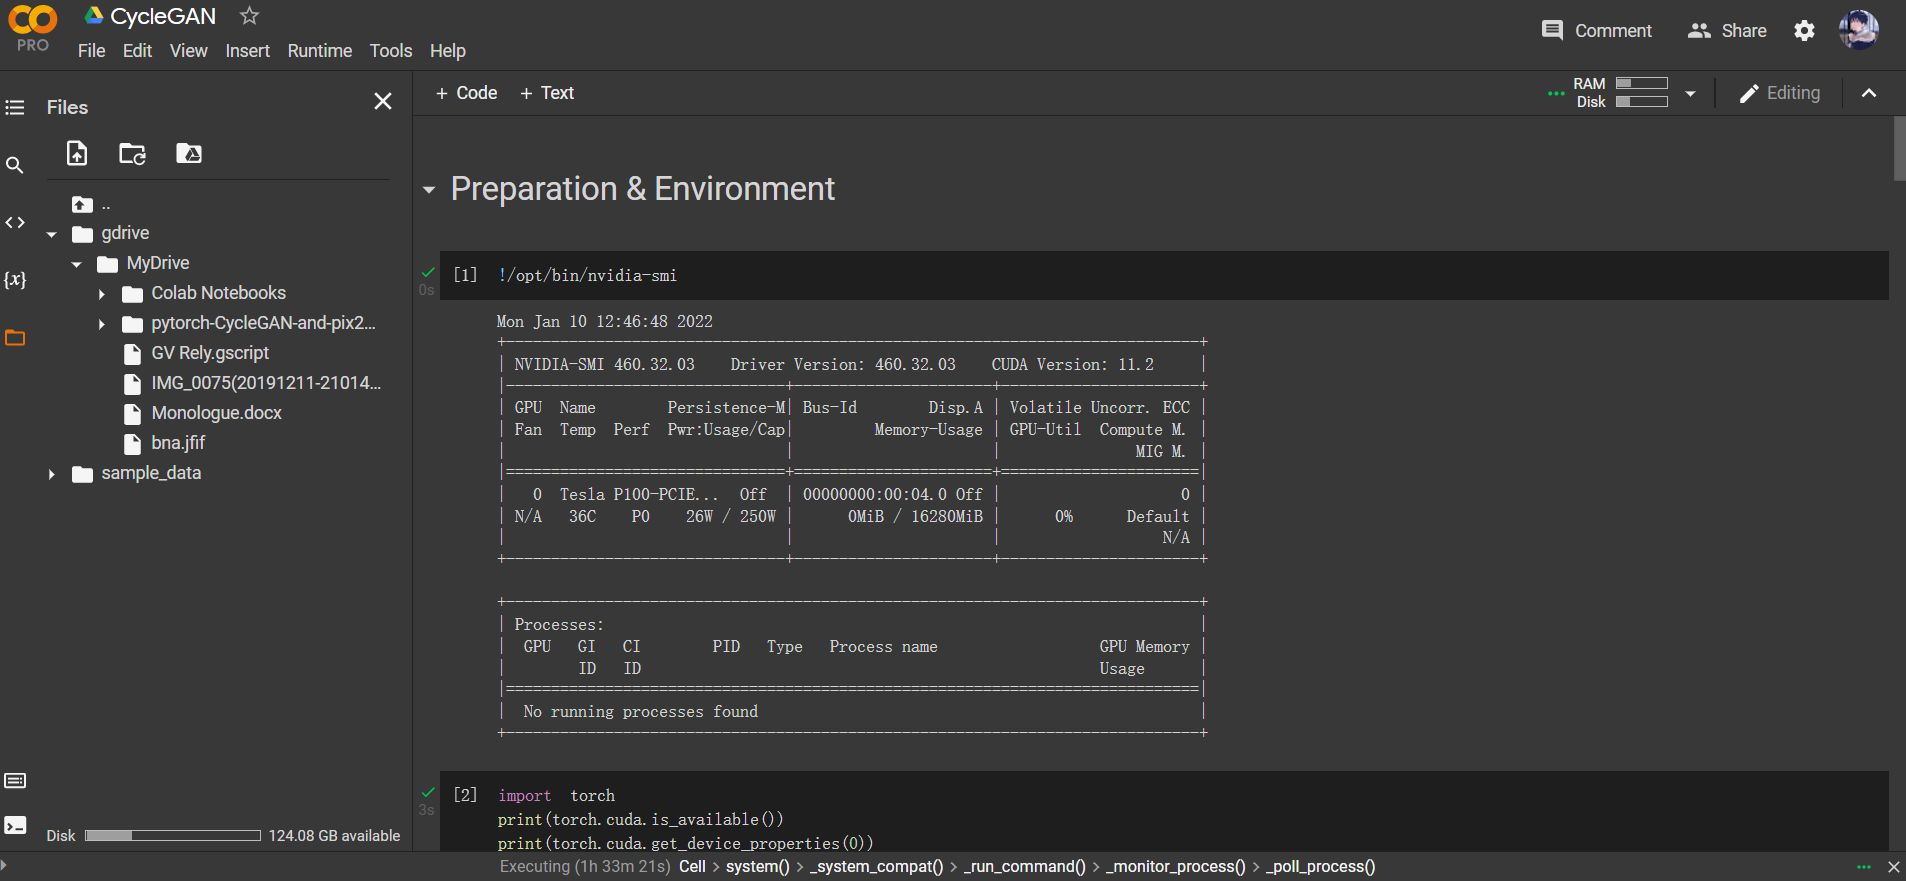 CycleGAN
PRO
File Edit View Insert Runtime Tools Help
Comment
Share
Files
+ Code + Text
RAM
Disk
Editing
..
gdrive
MyDrive
Colab Notebooks
pytorch-CycleGAN-and-pix2...
GV Rely.gscript
IMG_0075(20191211-21014...
Monologue.docx
bna.jfif
sample_data
Disk 124.08 GB available
Preparation & Environment
[1] !/opt/bin/nvidia-smi
0s
Mon Jan 10 12:46:48 2022
+-----------------------------------------------------------------------------+
| NVIDIA-SMI 460.32.03    Driver Version: 460.32.03    CUDA Version: 11.2     |
|-------------------------------+----------------------+----------------------+
| GPU  Name        Persistence-M| Bus-Id        Disp.A | Volatile Uncorr. ECC |
| Fan  Temp  Perf  Pwr:Usage/Cap|         Memory-Usage | GPU-Util  Compute M. |
|                               |                      |               MIG M. |
|===============================+======================+======================|
|   0  Tesla P100-PCIE...  Off  | 00000000:00:04.0 Off |                    0 |
| N/A   36C    P0    26W / 250W |      0MiB / 16280MiB |      0%      Default |
|                               |                      |                  N/A |
+-------------------------------+----------------------+----------------------+
+-----------------------------------------------------------------------------+
| Processes:                                                                  |
|  GPU   GI   CI        PID   Type   Process name                  GPU Memory |
|        ID   ID                                                   Usage      |
|=============================================================================|
|  No running processes found                                                 |
+-----------------------------------------------------------------------------+
[2] import torch
3s
print(torch.cuda.is_available())
print(torch.cuda.get_device_properties(0))
Executing (1h 33m 21s) Cell > system() > _system_compat() > _run_command() > _monitor_process() > _poll_process()